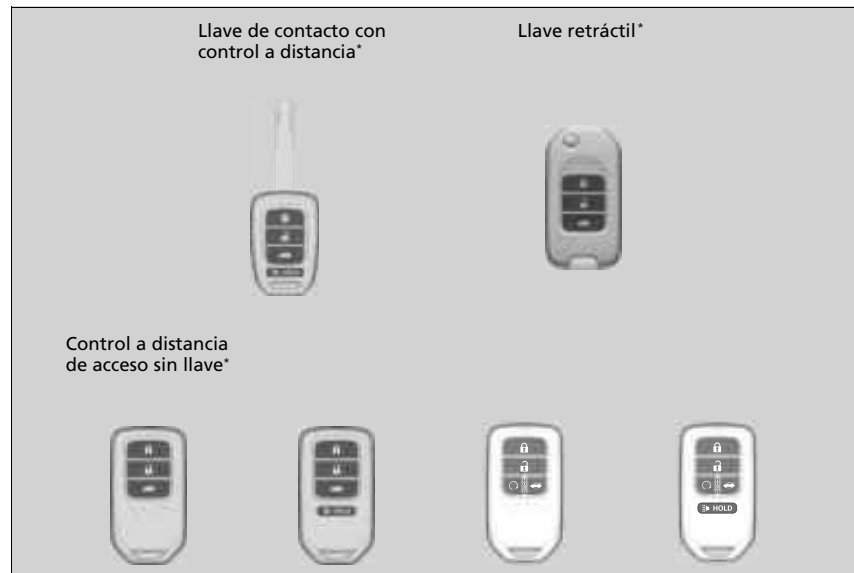 Llave de contacto con
control a distancia*
Llave retráctil*
Control a distancia
de acceso sin llave*
HOLD